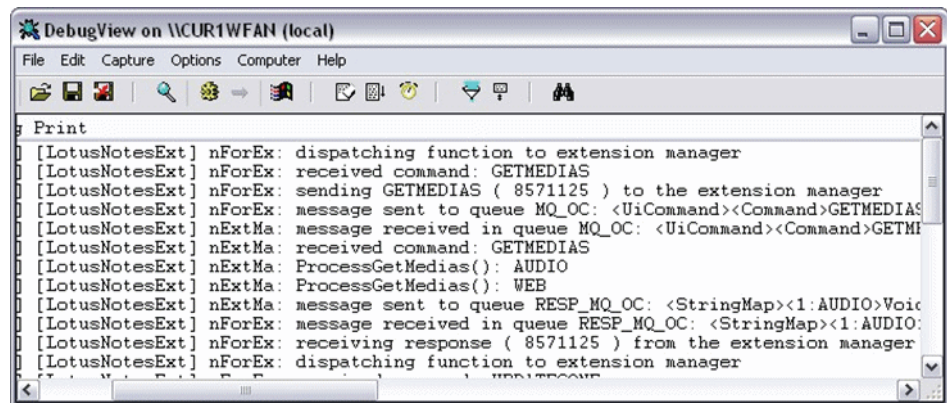 DebugView on \\CUR1WFAN (local)
File Edit Capture Options Computer Help
g Print
] [LotusNotesExt] nForEx: dispatching function to extension manager
] [LotusNotesExt] nForEx: received command: GETMEDIAS
] [LotusNotesExt] nForEx: sending GETMEDIAS ( 8571125 ) to the extension manager
] [LotusNotesExt] nForEx: message sent to queue MQ_OC: <UiCommand><Command>GETMEDIAS
] [LotusNotesExt] nExtMa: message received in queue MQ_OC: <UiCommand><Command>GETME
] [LotusNotesExt] nExtMa: received command: GETMEDIAS
] [LotusNotesExt] nExtMa: ProcessGetMedias(): AUDIO
] [LotusNotesExt] nExtMa: ProcessGetMedias(): WEB
] [LotusNotesExt] nExtMa: message sent to queue RESP_MQ_OC: <StringMap><1:AUDIO>Voic
] [LotusNotesExt] nForEx: message received in queue RESP_MQ_OC: <StringMap><1:AUDIO:
] [LotusNotesExt] nForEx: receiving response ( 8571125 ) from the extension manager
] [LotusNotesExt] nForEx: dispatching function to extension manager